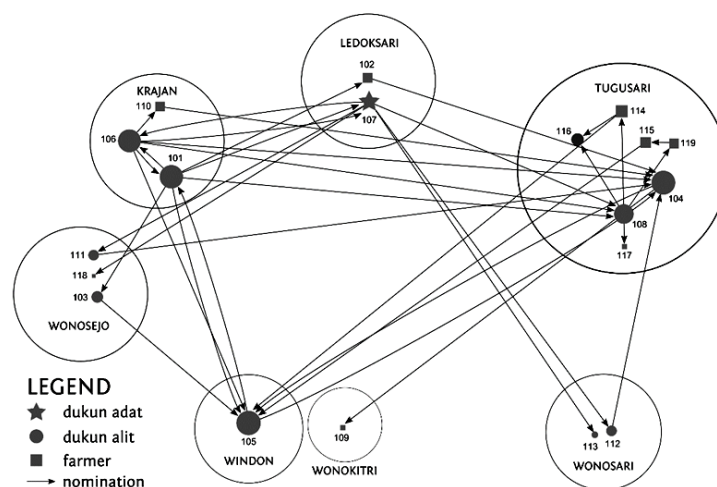 LEDOKSARI
102
107
KRAJAN
110
106
101
TUGUSARI
114
116
115
119
104
108
117
111
118
103
WONOSEJO
LEGEND
dukun adat
dukun alit
farmer
nomination
105
WINDON
109
WONOKITRI
113
112
WONOSARI